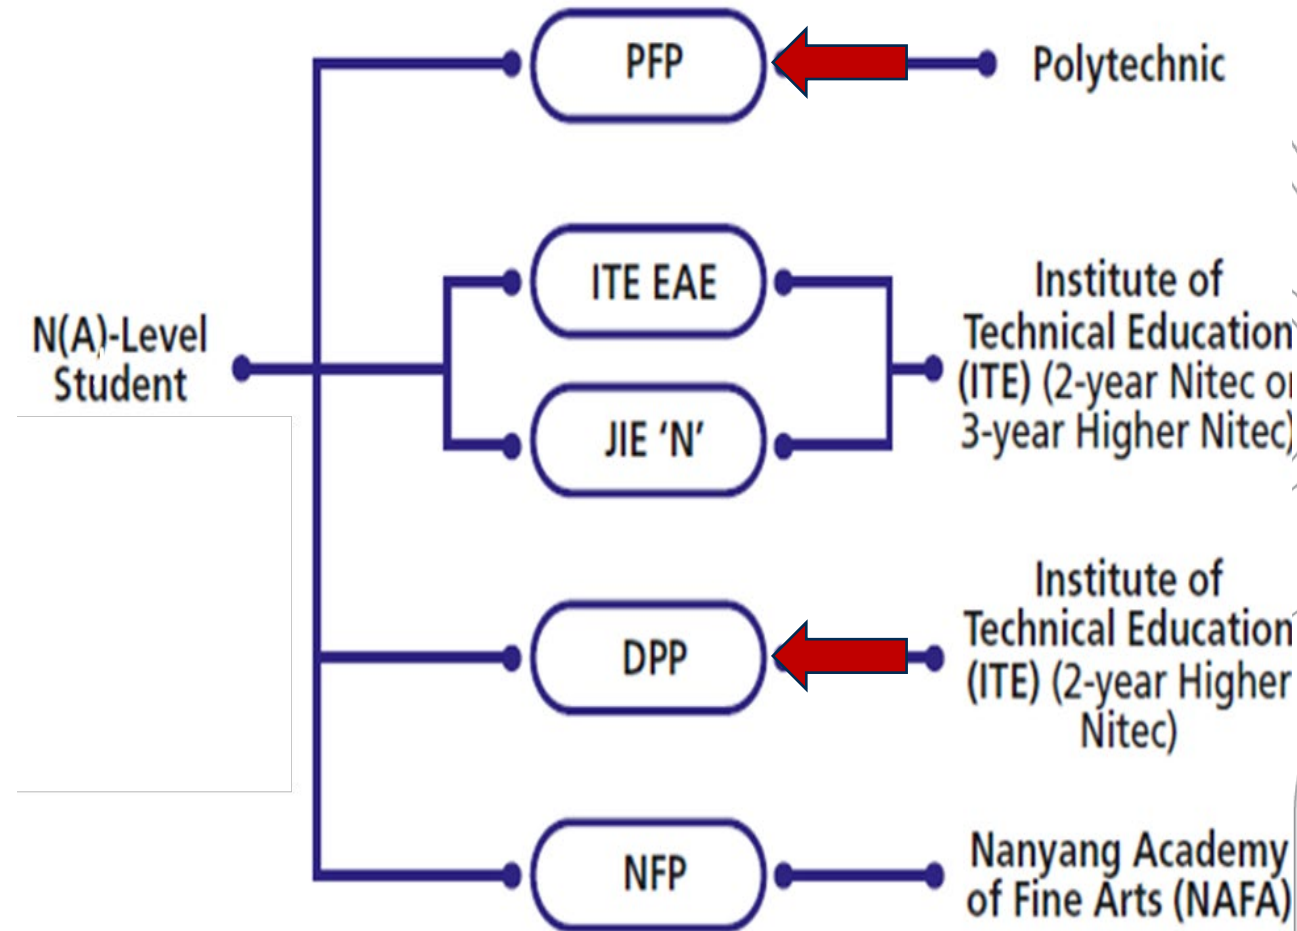 PFP
Polytechnic
ITE EAE
JIE ‘N’
Institute of
Technical Education
(ITE) (2-year Nitec or
3-year Higher Nitec)
N(A)-Level
Student
DPP
Institute of
Technical Education
(ITE) (2-year Higher
Nitec)
NFP
Nanyang Academy
of Fine Arts (NAFA)